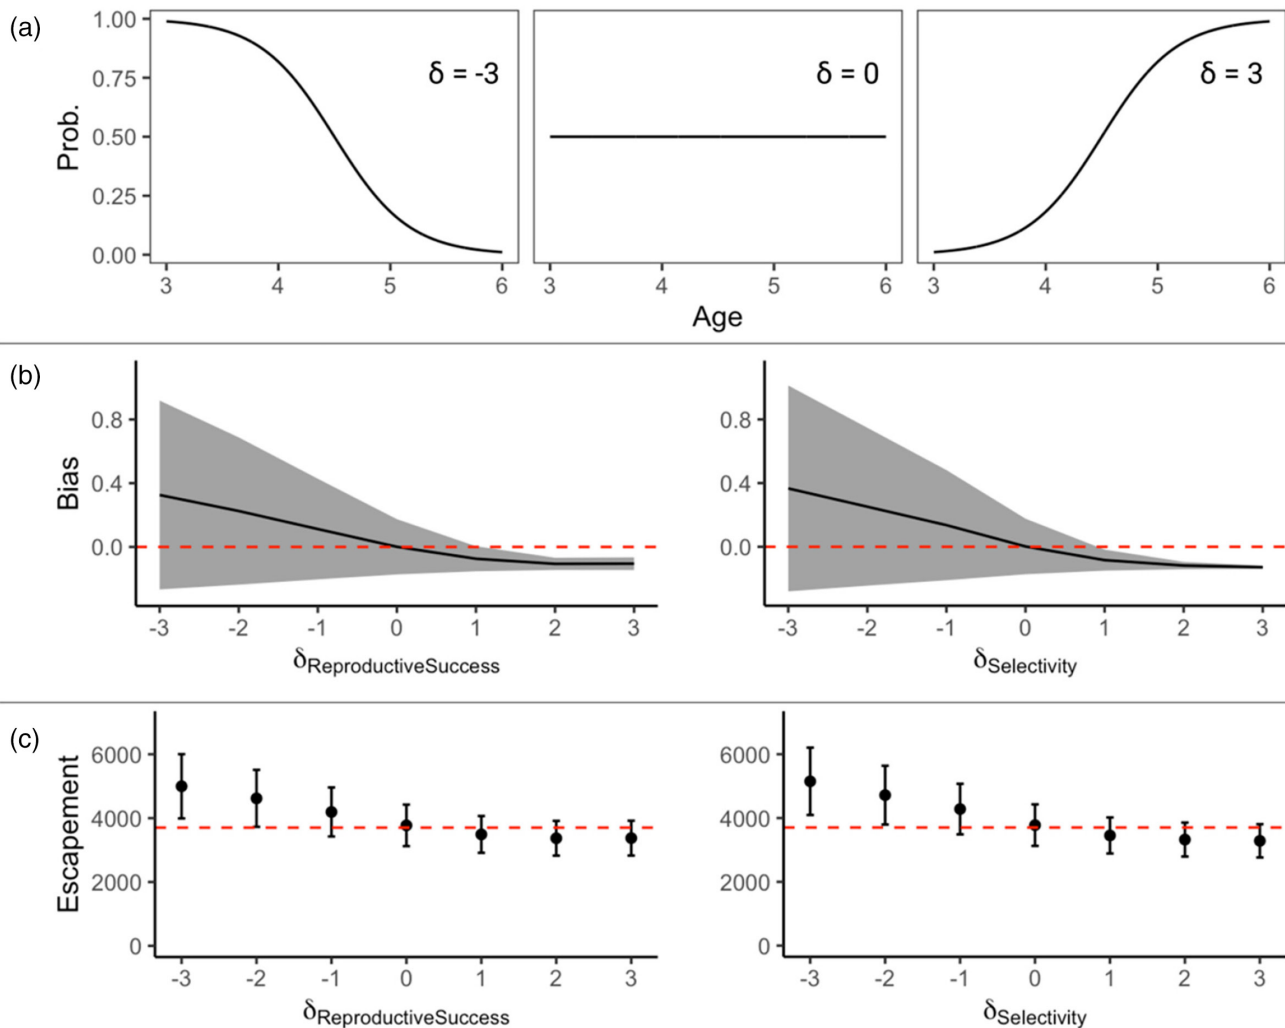 (a)
1.00
0.75
0.50
0.25
0.00
Prob.
δ = -3
δ = 0
δ = 3
3 4 5 6 3 4 5 6 3 4 5 6
Age
(b)
0.8
0.4
0.0
Bias
-3 -2 -1 0 1 2 3
δReproductiveSuccess
0.8
0.4
0.0
-3 -2 -1 0 1 2 3
δSelectivity
(c)
6000
4000
2000
0
Escapement
-3 -2 -1 0 1 2 3
δReproductiveSuccess
6000
4000
2000
0
-3 -2 -1 0 1 2 3
δSelectivity